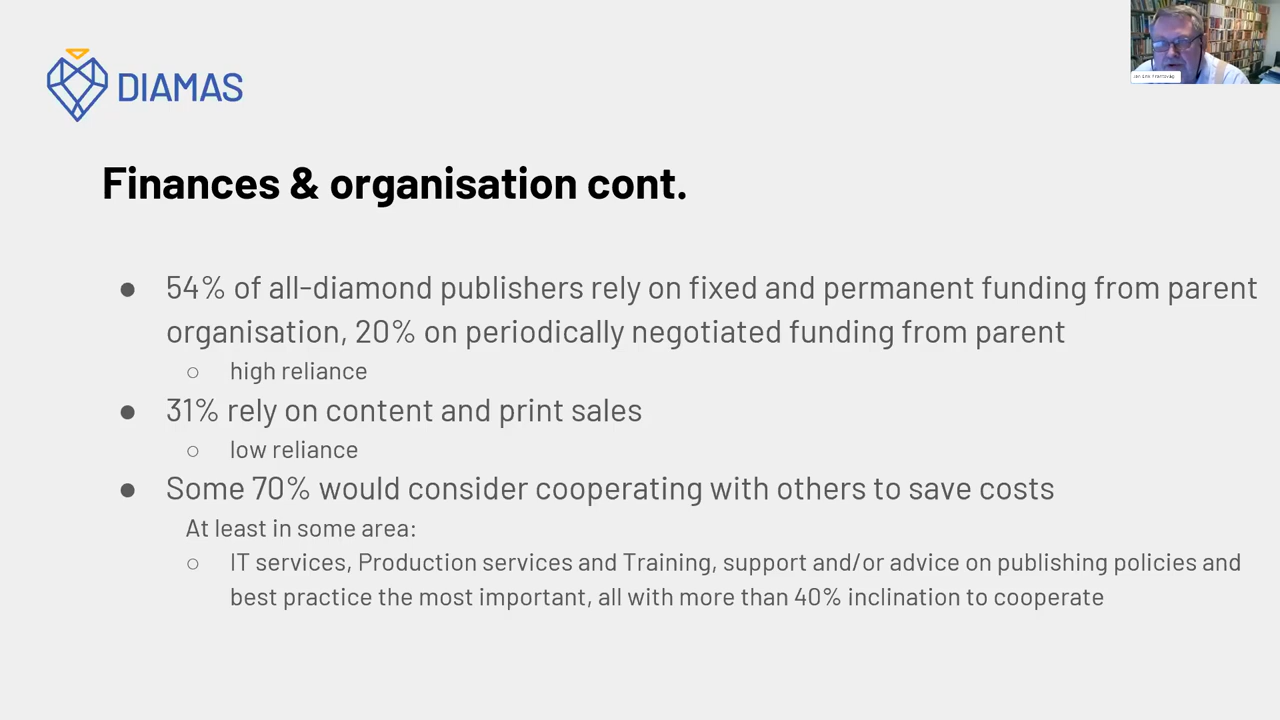 DIAMAS
Finances & organisation cont.
● 54% of all-diamond publishers rely on fixed and permanent funding from parent
organisation, 20% on periodically negotiated funding from parent
○ high reliance
● 31% rely on content and print sales
○ low reliance
● Some 70% would consider cooperating with others to save costs
At least in some area:
○ IT services, Production services and Training, support and/or advice on publishing policies and
best practice the most important, all with more than 40% inclination to cooperate